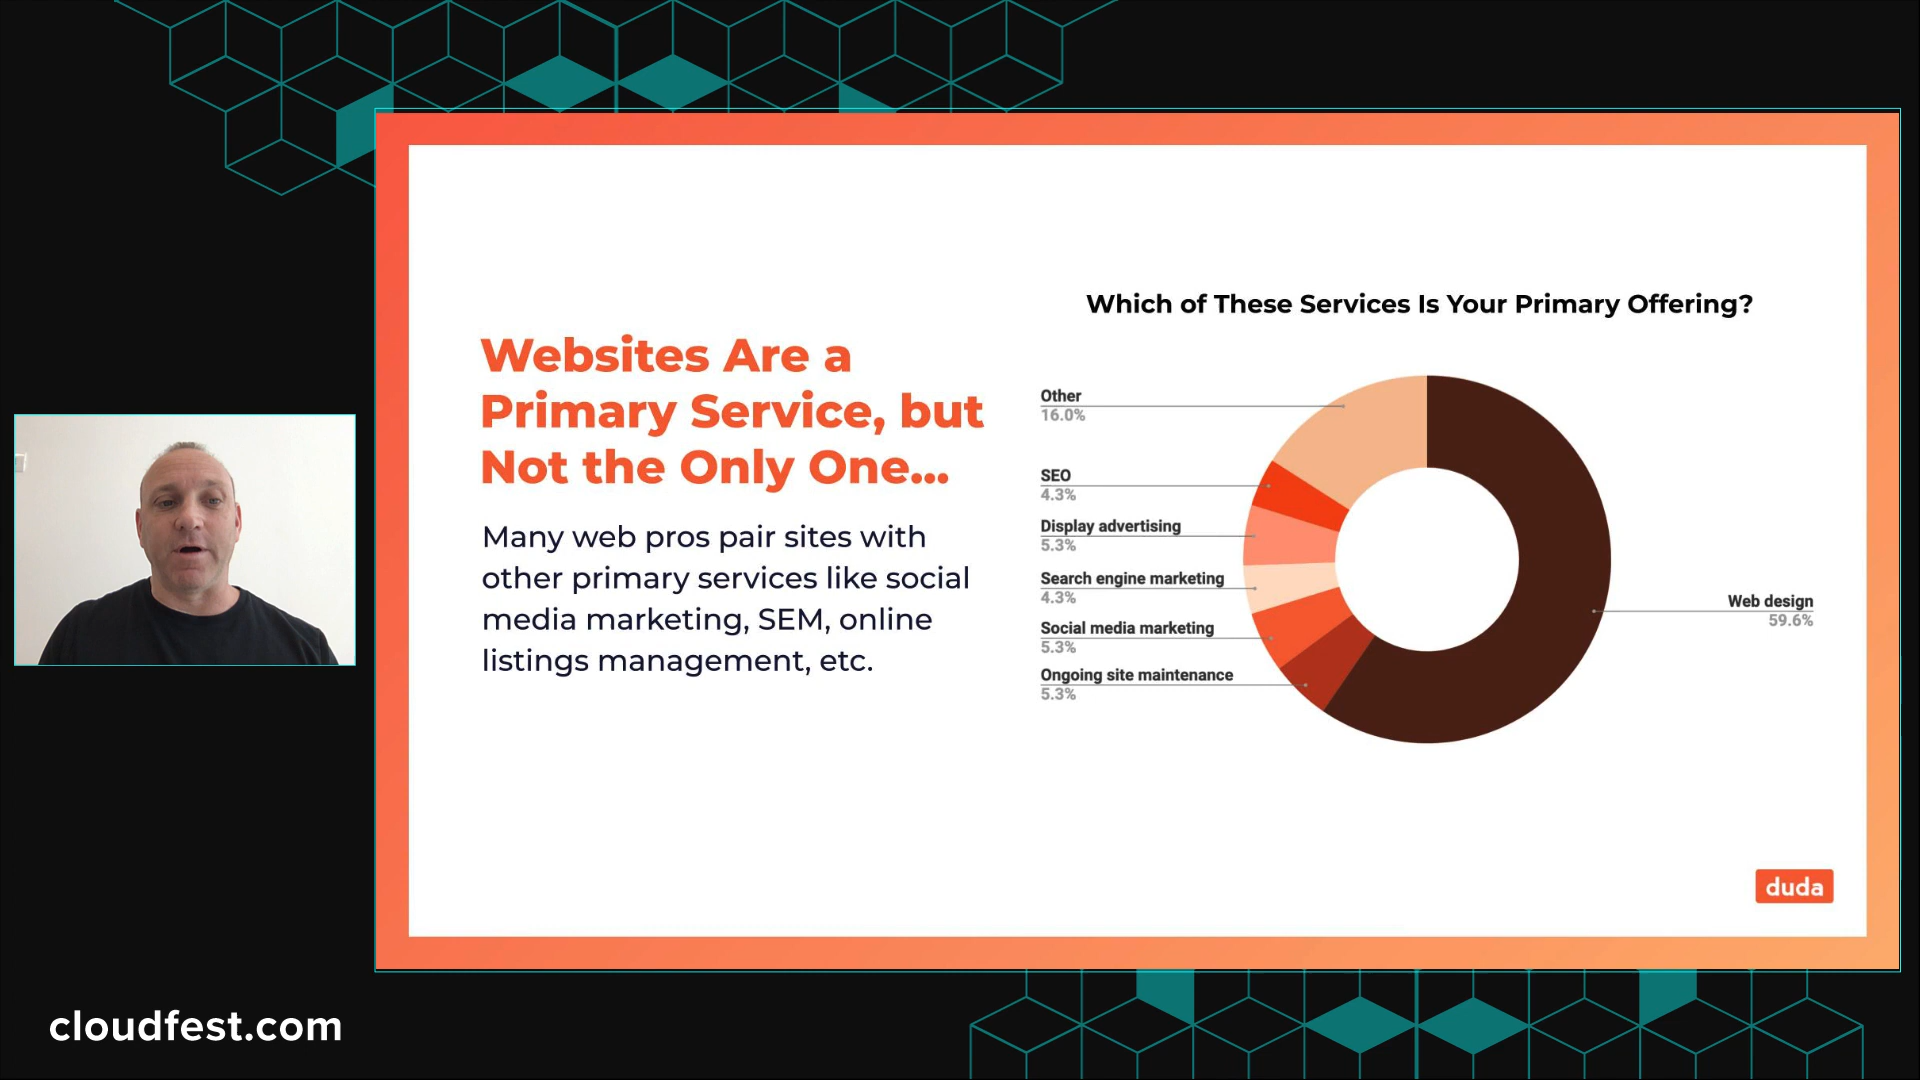 Which of These Services Is Your Primary Offering?
Websites Are a
Primary Service, but
Not the Only One...
Many web pros pair sites with
other primary services like social
media marketing, SEM, online
listings management, etc.
Other
16.0%
SEO
4.3%
Display advertising
5.3%
Search engine marketing
4.3%
Social media marketing
5.3%
Ongoing site maintenance
5.3%
Web design
59.6%
duda
cloudfest.com